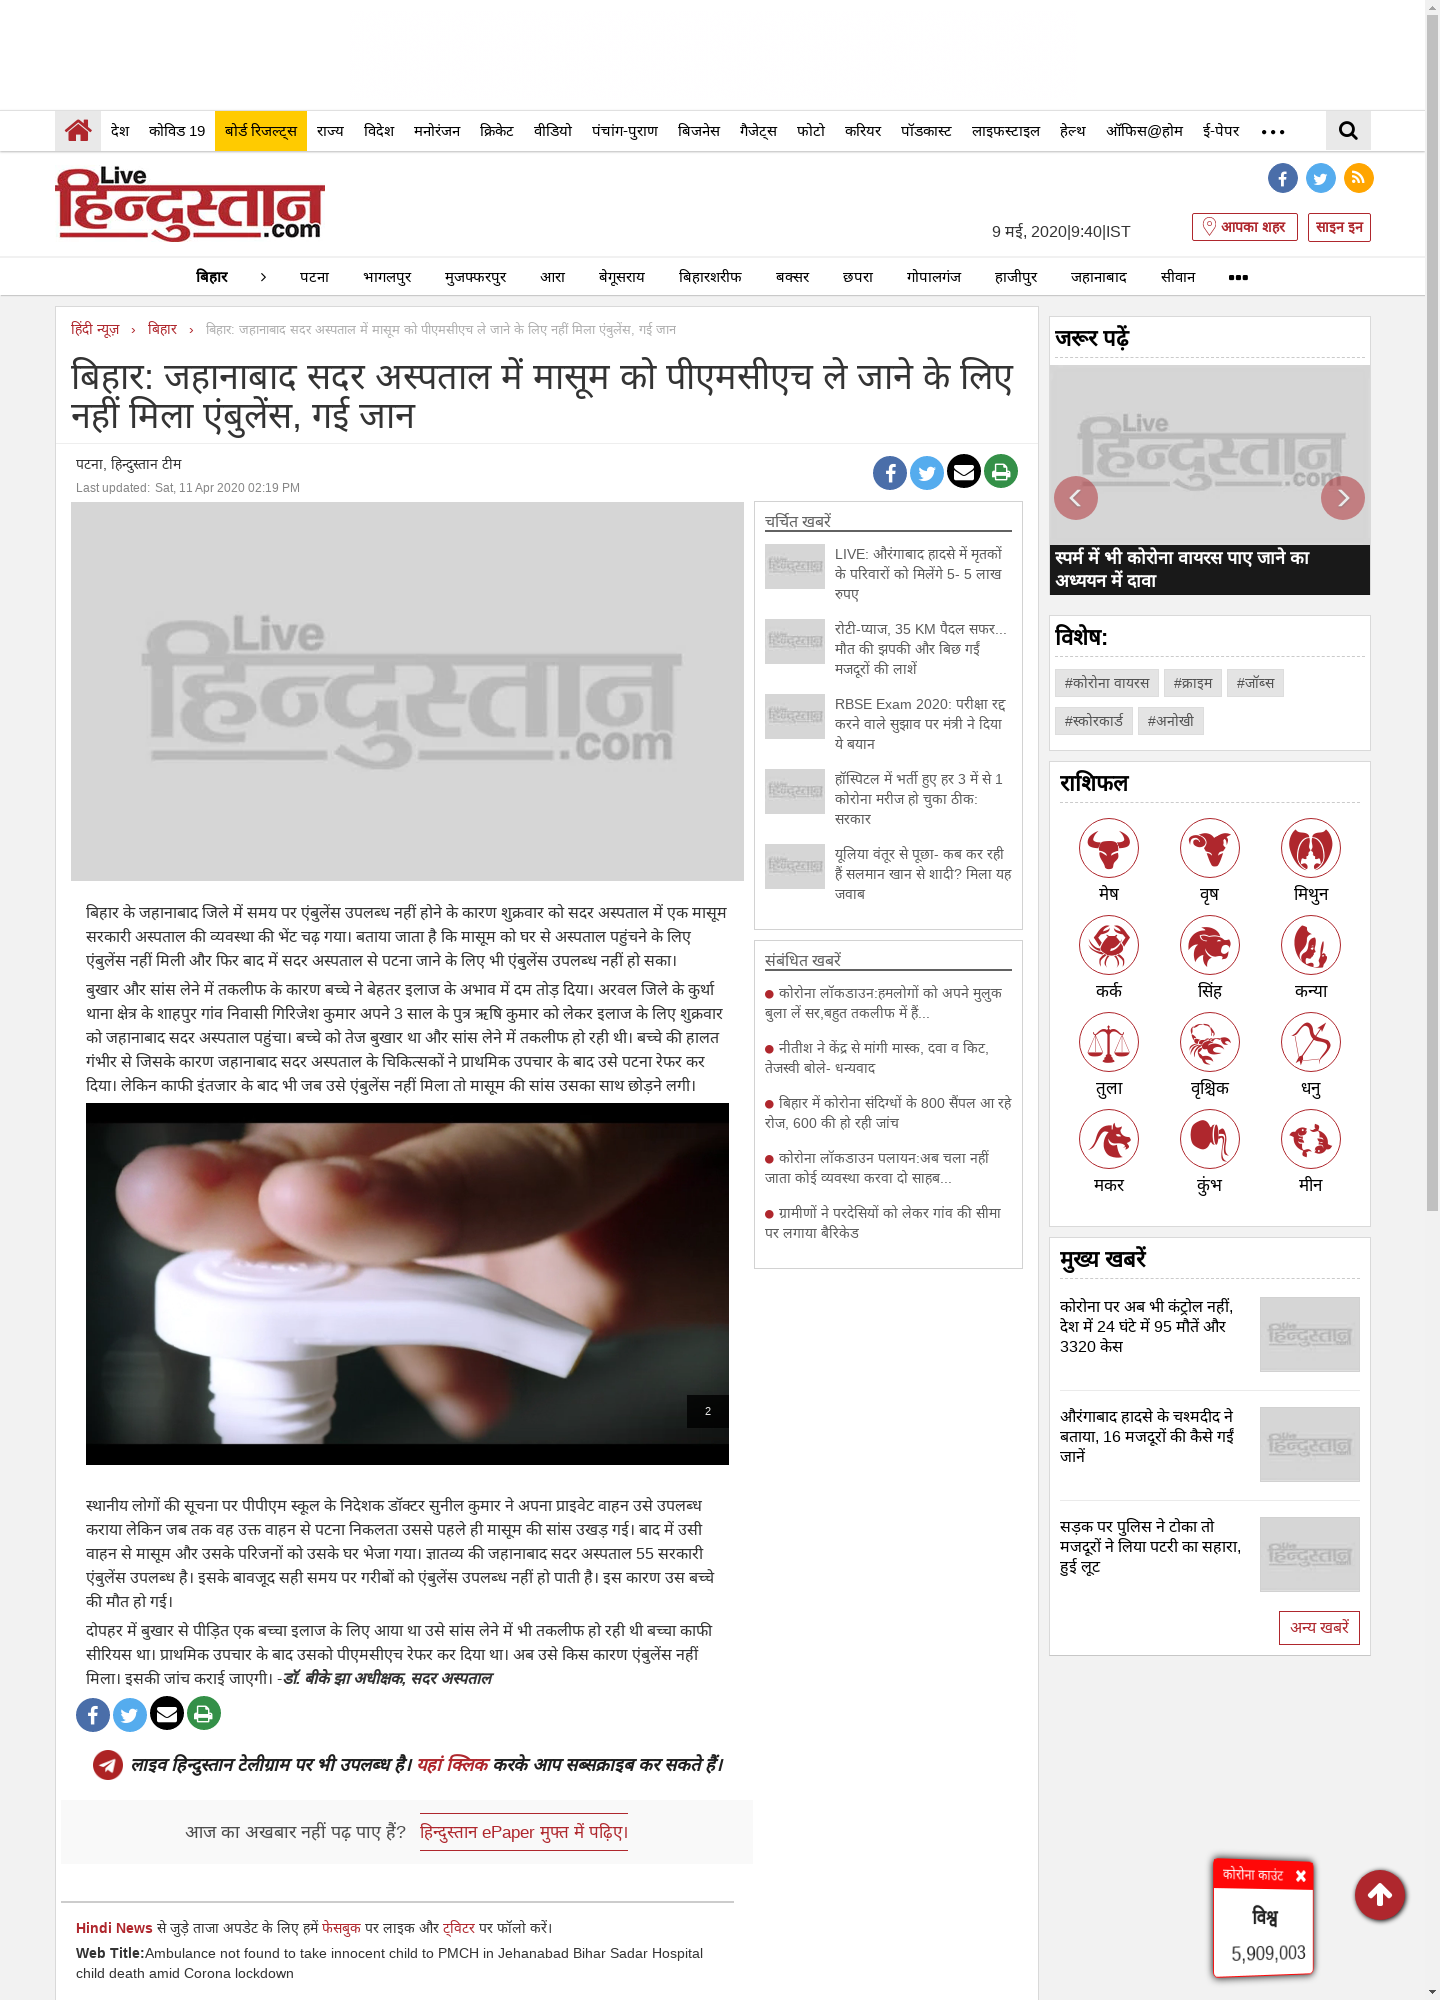 देश कोविड 19 बोर्ड रिजल्ट्स राज्य विदेश मनोरंजन क्रिकेट वीडियो पंचांग-पुराण बिजनेस गैजेट्स फोटो करियर पॉडकास्ट लाइफस्टाइल हेल्थ ऑफिस@होम ई-पेपर
Live
हिन्दुस्तान
.com
9 मई, 2020|9:40|IST
आपका शहर
साइन इन
बिहार › पटना भागलपुर मुजफ्फरपुर आरा बेगूसराय बिहारशरीफ बक्सर छपरा गोपालगंज हाजीपुर जहानाबाद सीवान
हिंदी न्यूज़ › बिहार › बिहार: जहानाबाद सदर अस्पताल में मासूम को पीएमसीएच ले जाने के लिए नहीं मिला एंबुलेंस, गई जान
बिहार: जहानाबाद सदर अस्पताल में मासूम को पीएमसीएच ले जाने के लिए
नहीं मिला एंबुलेंस, गई जान
पटना, हिन्दुस्तान टीम
Last updated: Sat, 11 Apr 2020 02:19 PM
Live
हिन्दुस्तान
.com
बिहार के जहानाबाद जिले में समय पर एंबुलेंस उपलब्ध नहीं होने के कारण शुक्रवार को सदर अस्पताल में एक मासूम
सरकारी अस्पताल की व्यवस्था की भेंट चढ़ गया। बताया जाता है कि मासूम को घर से अस्पताल पहुंचने के लिए
एंबुलेंस नहीं मिली और फिर बाद में सदर अस्पताल से पटना जाने के लिए भी एंबुलेंस उपलब्ध नहीं हो सका।
बुखार और सांस लेने में तकलीफ के कारण बच्चे ने बेहतर इलाज के अभाव में दम तोड़ दिया। अरवल जिले के कुर्था
थाना क्षेत्र के शाहपुर गांव निवासी गिरिजेश कुमार अपने 3 साल के पुत्र ऋषि कुमार को लेकर इलाज के लिए शुक्रवार
को जहानाबाद सदर अस्पताल पहुंचा। बच्चे को तेज बुखार था और सांस लेने में तकलीफ हो रही थी। बच्चे की हालत
गंभीर से जिसके कारण जहानाबाद सदर अस्पताल के चिकित्सकों ने प्राथमिक उपचार के बाद उसे पटना रेफर कर
दिया। लेकिन काफी इंतजार के बाद भी जब उसे एंबुलेंस नहीं मिला तो मासूम की सांस उसका साथ छोड़ने लगी।
2
स्थानीय लोगों की सूचना पर पीपीएम स्कूल के निदेशक डॉक्टर सुनील कुमार ने अपना प्राइवेट वाहन उसे उपलब्ध
कराया लेकिन जब तक वह उक्त वाहन से पटना निकलता उससे पहले ही मासूम की सांस उखड़ गई। बाद में उसी
वाहन से मासूम और उसके परिजनों को उसके घर भेजा गया। ज्ञातव्य की जहानाबाद सदर अस्पताल 55 सरकारी
एंबुलेंस उपलब्ध है। इसके बावजूद सही समय पर गरीबों को एंबुलेंस उपलब्ध नहीं हो पाती है। इस कारण उस बच्चे
की मौत हो गई।
दोपहर में बुखार से पीड़ित एक बच्चा इलाज के लिए आया था उसे सांस लेने में भी तकलीफ हो रही थी बच्चा काफी
सीरियस था। प्राथमिक उपचार के बाद उसको पीएमसीएच रेफर कर दिया था। अब उसे किस कारण एंबुलेंस नहीं
मिला। इसकी जांच कराई जाएगी। -डॉ. बीके झा अधीक्षक, सदर अस्पताल
लाइव हिन्दुस्तान टेलीग्राम पर भी उपलब्ध है। यहां क्लिक करके आप सब्सक्राइब कर सकते हैं।
आज का अखबार नहीं पढ़ पाए हैं? हिन्दुस्तान ePaper मुफ्त में पढ़िए।
Hindi News से जुड़े ताजा अपडेट के लिए हमें फेसबुक पर लाइक और ट्विटर पर फॉलो करें।
Web Title:Ambulance not found to take innocent child to PMCH in Jehanabad Bihar Sadar Hospital
child death amid Corona lockdown
चर्चित खबरें
LIVE: औरंगाबाद हादसे में मृतकों
के परिवारों को मिलेंगे 5- 5 लाख
रुपए
रोटी-प्याज, 35 KM पैदल सफर...
मौत की झपकी और बिछ गईं
मजदूरों की लाशें
RBSE Exam 2020: परीक्षा रद्द
करने वाले सुझाव पर मंत्री ने दिया
ये बयान
हॉस्पिटल में भर्ती हुए हर 3 में से 1
कोरोना मरीज हो चुका ठीक:
सरकार
यूलिया वंतूर से पूछा- कब कर रही
हैं सलमान खान से शादी? मिला यह
जवाब
संबंधित खबरें
कोरोना लॉकडाउन:हमलोगों को अपने मुलुक
बुला लें सर,बहुत तकलीफ में हैं...
नीतीश ने केंद्र से मांगी मास्क, दवा व किट,
तेजस्वी बोले- धन्यवाद
बिहार में कोरोना संदिग्धों के 800 सैंपल आ रहे
रोज, 600 की हो रही जांच
कोरोना लॉकडाउन पलायन:अब चला नहीं
जाता कोई व्यवस्था करवा दो साहब...
ग्रामीणों ने परदेसियों को लेकर गांव की सीमा
पर लगाया बैरिकेड
जरूर पढ़ें
Live
हिन्दुस्तान
.com
स्पर्म में भी कोरोना वायरस पाए जाने का
अध्ययन में दावा
विशेष:
#कोरोना वायरस #क्राइम #जॉब्स
#स्कोरकार्ड #अनोखी
राशिफल
मेष वृष मिथुन
कर्क सिंह कन्या
तुला वृश्चिक धनु
मकर कुंभ मीन
मुख्य खबरें
कोरोना पर अब भी कंट्रोल नहीं,
देश में 24 घंटे में 95 मौतें और
3320 केस
औरंगाबाद हादसे के चश्मदीद ने
बताया, 16 मजदूरों की कैसे गईं
जानें
सड़क पर पुलिस ने टोका तो
मजदूरों ने लिया पटरी का सहारा,
हुई लूट
अन्य खबरें
कोरोना काउंट
विश्व
5,909,003